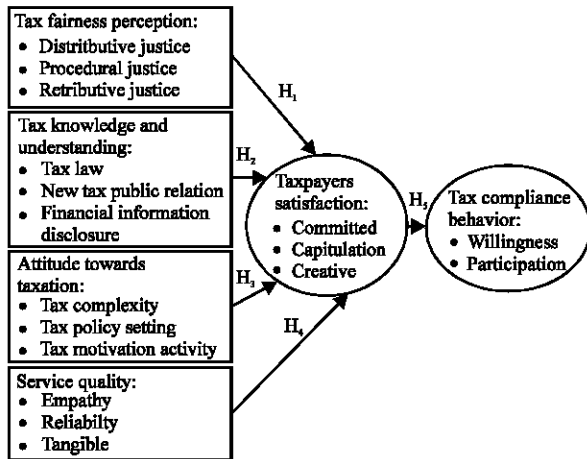 Tax fairness perception:
• Distritbutive justice
• Procedural justice
• Retributive justice
H1
Tax knowledge and
understanding:
• Tax law
• New tax public relation
• Financial information
disclosure
H2
Attitude towards
taxation:
• Tax complexity
• Tax policy setting
• Tax motivation activity
H3
Service quality:
• Empathy
• Reliabilty
• Tangible
H4
Taxpayers
satisfaction:
• Committed
• Capitulation
• Creative
H5
Tax compliance
behavior:
• Willingness
• Participation